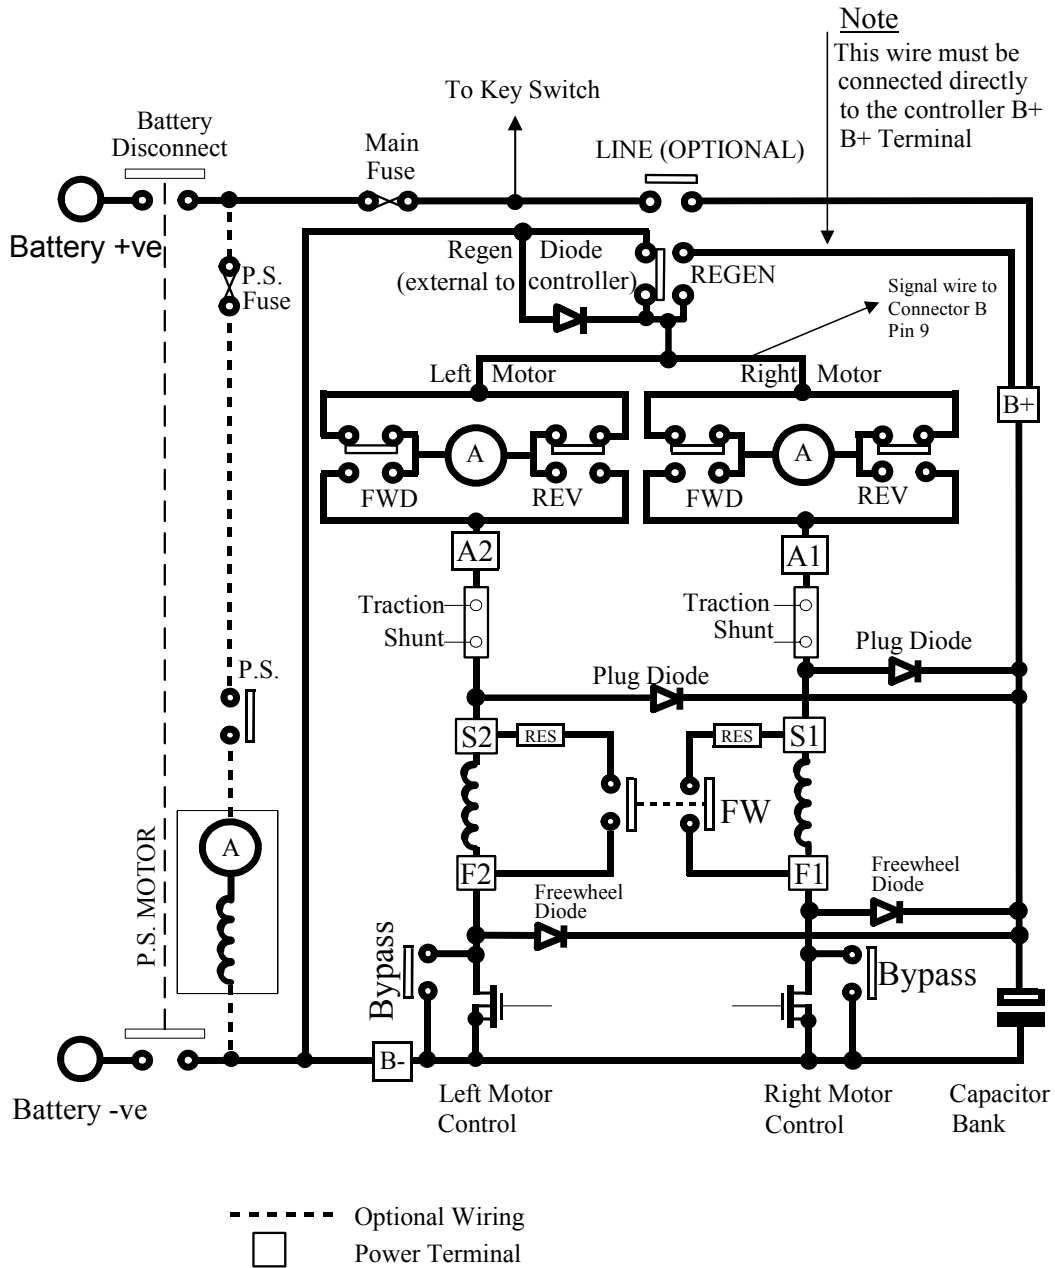 Note
This wire must be
connected directly
to the controller B+
B+ Terminal
To Key Switch
Battery
Disconnect
Main
Fuse
LINE (OPTIONAL)
Battery +ve
P.S.
Fuse
Regen Diode
(external to controller)
REGEN
Signal wire to
Connector B
Pin 9
Left Motor
Right Motor
B+
A
A
FWD
REV
FWD
REV
A2
A1
Traction
Shunt
Traction
Shunt
Plug Diode
Plug Diode
P.S.
S2
RES
RES
S1
FW
A
P.S. MOTOR
F2
F1
Freewheel
Diode
Freewheel
Diode
Bypass
Bypass
B-
Battery -ve
Left Motor
Control
Right Motor
Control
Capacitor
Bank
Optional Wiring
Power Terminal